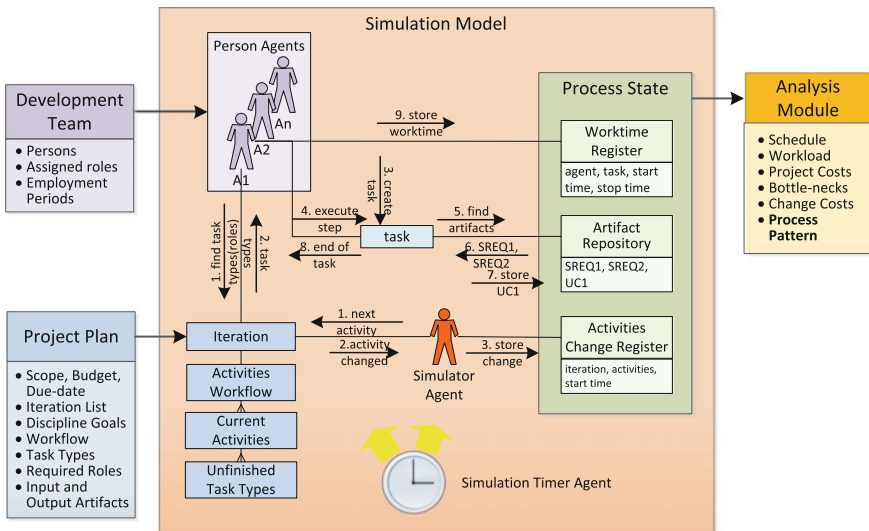 Simulation Model
Development
Team
• Persons
• Assigned roles
• Employment
Periods
Person Agents
An
A2
A1
9. store
worktime
3. create
task
4. execute
step
5. find
artifacts
task
8. end of
task
6. SREQ1,
SREQ2
7. store
UC1
1. find task
types(roles)
2. task
types
Process State
Worktime
Register
agent, task, start
time, stop time
Artifact
Repository
SREQ1, SREQ2,
UC1
Activities
Change Register
iteration, activities,
start time
Analysis
Module
• Schedule
• Workload
• Project Costs
• Bottle-necks
• Change Costs
• Process
Pattern
Project Plan
• Scope, Budget,
Due-date
• Iteration List
• Discipline Goals
• Workflow
• Task Types
• Required Roles
• Input and
Output Artifacts
Iteration
Activities
Workflow
Current
Activities
Unfinished
Task Types
1. next
activity
2.activity
changed
3. store
change
Simulator
Agent
Simulation Timer Agent